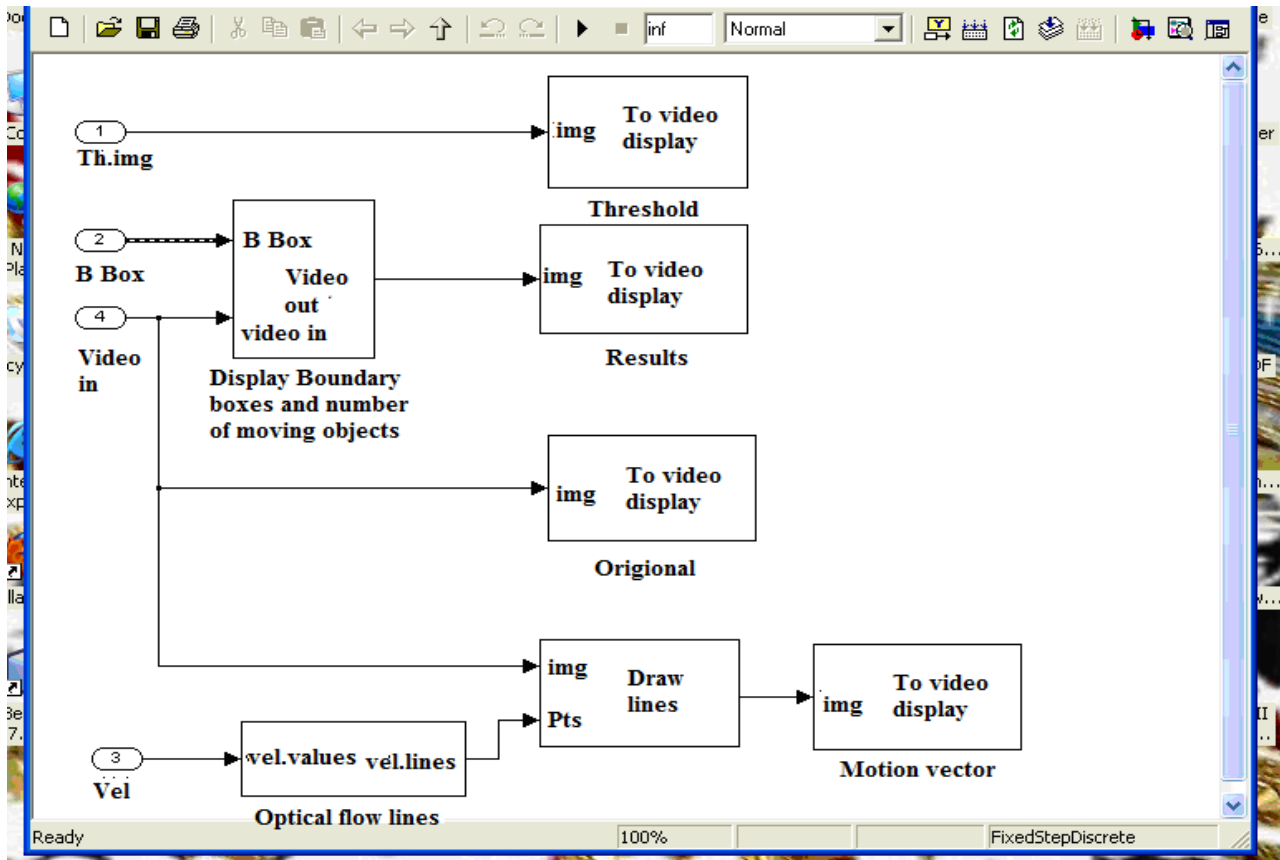 inf
Normal
1
Th.img
img
To video
display
Threshold
2
B Box
B Box
Video
out
video in
4
Video
in
Display Boundary
boxes and number
of moving objects
img
To video
display
Results
img
To video
display
Origional
img
Pts
Draw
lines
img
To video
display
Motion vector
3
Vel
vel.values
vel.lines
Optical flow lines
Ready
100%
FixedStepDiscrete